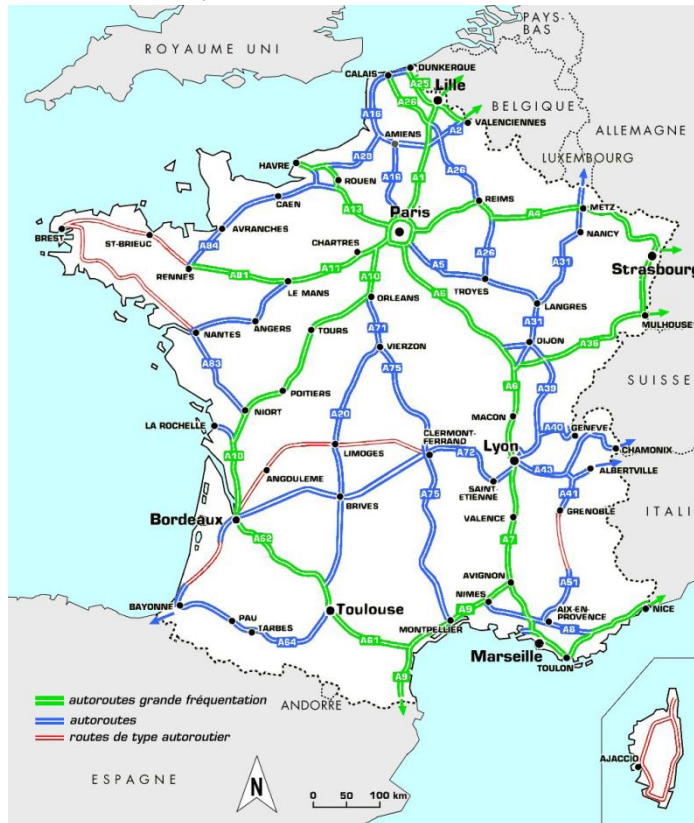 PAYS-
BAS
ROYAUME UNI
DUNKERQUE
CALAIS
A25
Lille
A26
BELGIQUE
A16
VALENCIENNES
ALLEMAGNE
AMIENS
A2
LUXEMBOURG
HAVRE
A28
A1
A26
ROUEN
A16
REIMS
METZ
CAEN
A13
A4
Paris
BREST
ST-BRIEUC
AVRANCHES
NANCY
A84
CHARTRES
A26
A31
Strasbourg
RENNES
A81
A11
A10
A5
TROYES
LE MANS
ORLEANS
A6
LANGRES
MULHOUSE
NANTES
ANGERS
TOURS
A71
A31
VIERZON
DIJON
A36
A83
A75
SUISSE
POITIERS
A6
A39
NIORT
MACON
LA ROCHELLE
A20
CLERMONT-
FERRAND
A40
GENEVE
LIMOGES
A72
Lyon
CHAMONIX
A10
A43
ANGOULEME
SAINT-
ETIENNE
ALBERTVILLE
A75
A41
ITALI
BRIVES
GRENOBLE
Bordeaux
VALENCE
A7
A62
AVIGNON
A51
BAYONNE
NIMES
Toulouse
A9
AIX-EN-
PROVENCE
NICE
PAU
TARBES
A64
A61
MONTPELLIER
A8
Marseille
TOULON
A9
autoroutes grande fréquentation
ANDORRE
autoroutes
routes de type autoroutier
AJACCIO
ESPAGNE
N
0 50 100 km